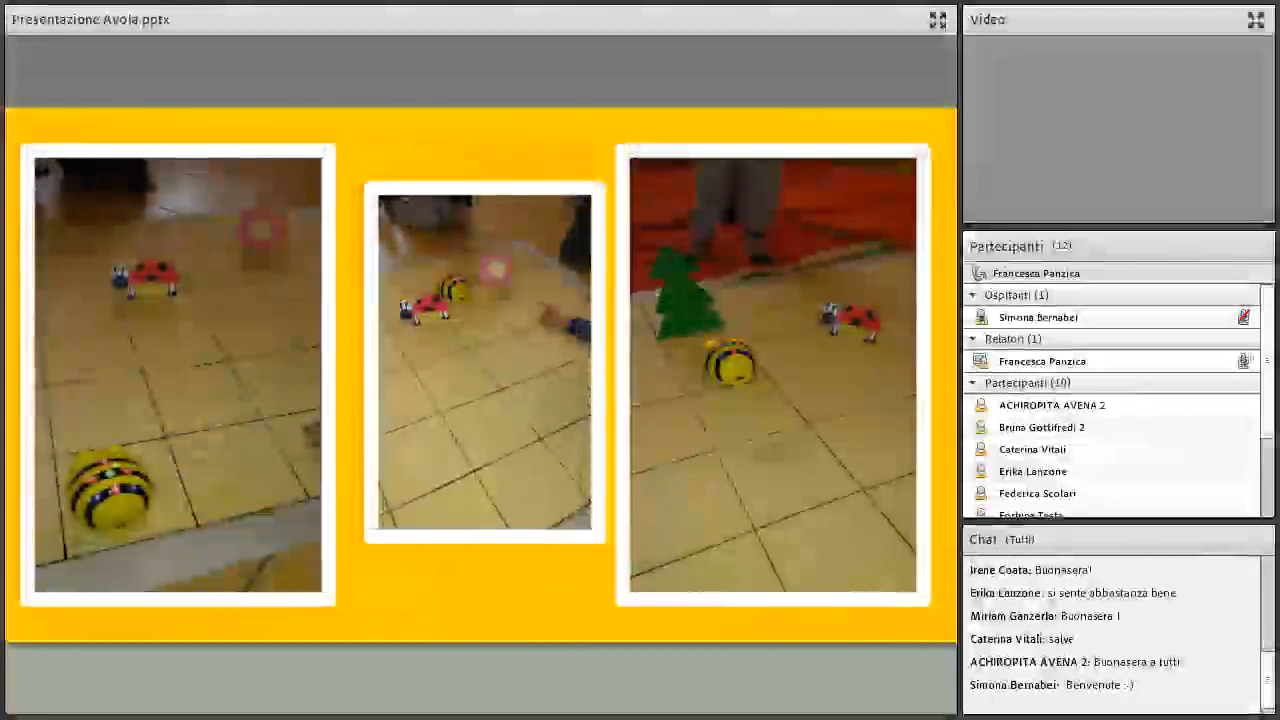 Presentazione Avola.pptx
Video
Partecipanti (12)
Francesca Panzica
Ospitanti (1)
Simona Bernabei
Relatori (1)
Francesca Panzica
Partecipanti (10)
ACHIROPITA AVENA 2
Bruna Gottifredi 2
Caterina Vitali
Erika Lanzone
Federica Scolari
Chat (Tutti)
Irene Coata: Buonasera!
Erika Lanzone: si sente abbastanza bene
Miriam Ganzerla: Buonasera !
Caterina Vitali: salve
ACHIROPITA AVENA 2: Buonasera a tutti
Simona Bernabei: Benvenute :-)